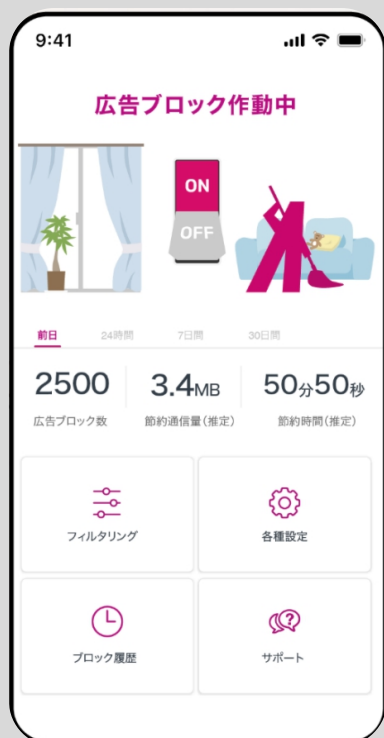 9:41
広告ブロック作動中
ON
OFF
前日 24時間 7日間 30日間
2500 3.4MB 50分50秒
広告ブロック数 節約通信量(推定) 節約時間(推定)
フィルタリング 各種設定
ブロック履歴 サポート